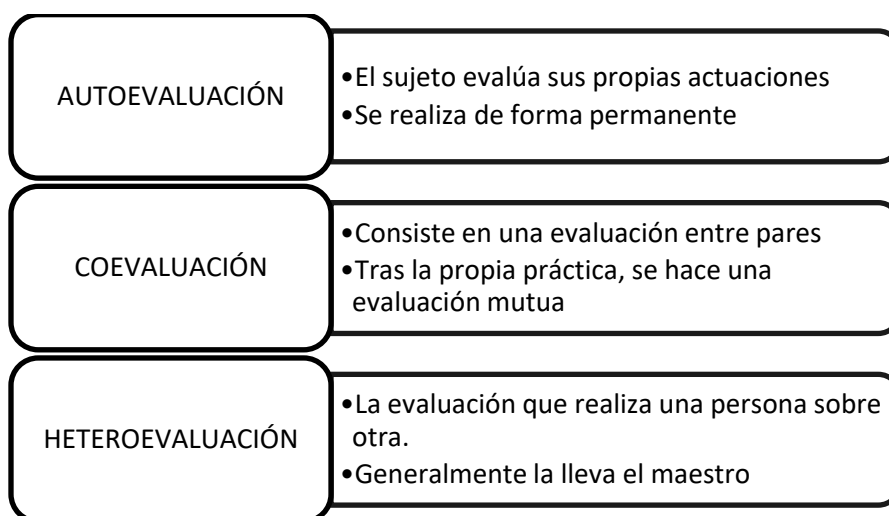 AUTOEVALUACIÓN
•El sujeto evalúa sus propias actuaciones
•Se realiza de forma permanente
COEVALUACIÓN
•Consiste en una evaluación entre pares
•Tras la propia práctica, se hace una
evaluación mutua
HETEROEVALUACIÓN
•La evaluación que realiza una persona sobre
otra.
•Generalmente la lleva el maestro